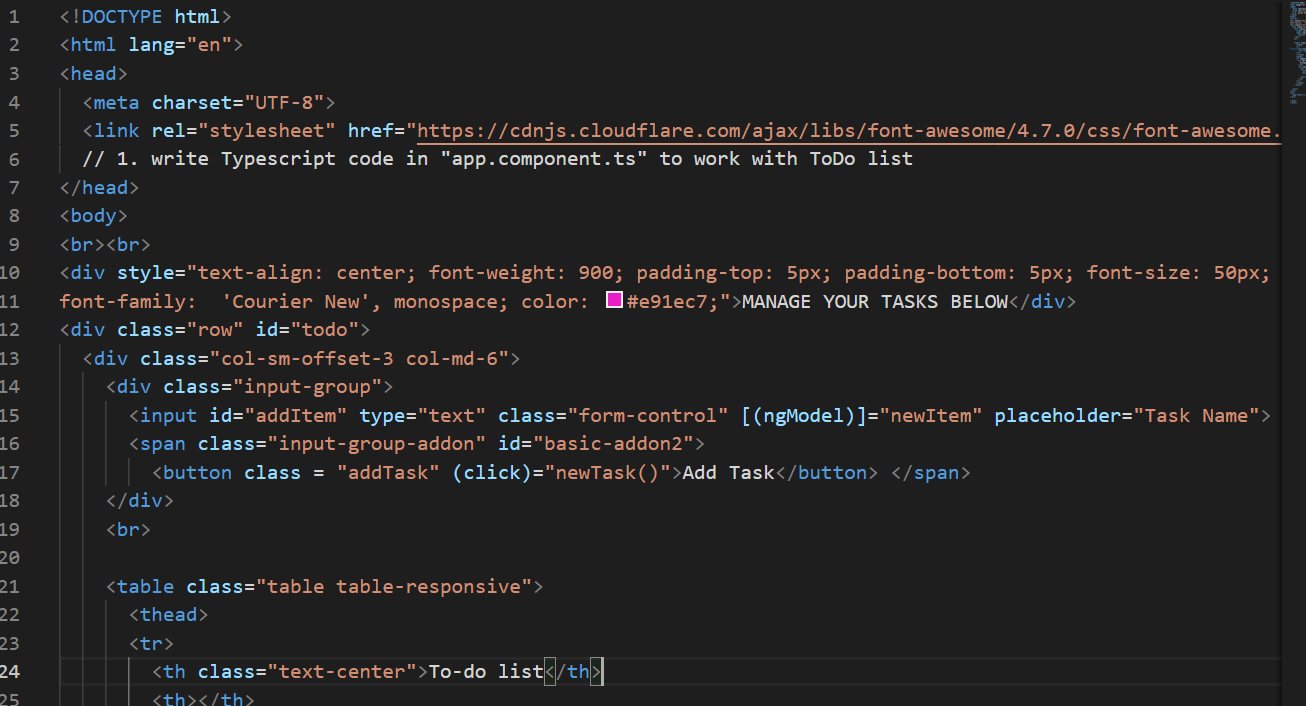 1 <!DOCTYPE html>
2 <html lang="en">
3 <head>
4 <meta charset="UTF-8">
5 <link rel="stylesheet" href="https://cdnjs.cloudflare.com/ajax/libs/font-awesome/4.7.0/css/font-awesome.
6 // 1. write Typescript code in "app.component.ts" to work with ToDo list
7 </head>
8 <body>
9 <br><br>
10 <div style="text-align: center; font-weight: 900; padding-top: 5px; padding-bottom: 5px; font-size: 50px;
11 font-family:  'Courier New', monospace; color: #e91ec7;">MANAGE YOUR TASKS BELOW</div>
12 <div class="row" id="todo">
13 <div class="col-sm-offset-3 col-md-6">
14 <div class="input-group">
15 <input id="addItem" type="text" class="form-control" [(ngModel)]="newItem" placeholder="Task Name">
16 <span class="input-group-addon" id="basic-addon2">
17 <button class = "addTask" (click)="newTask()">Add Task</button> </span>
18 </div>
19 <br>
20
21 <table class="table table-responsive">
22 <thead>
23 <tr>
24 <th class="text-center">To-do list</th>
25 <th></th>